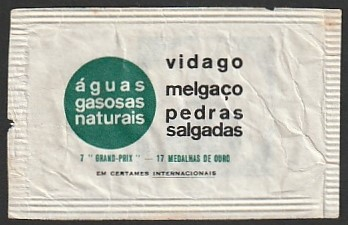 águas
gasosas
naturais
vidago
melgaço
pedras
salgadas
7 "GRAND-PRIX" — 17 MEDALHAS DE OURO
EM CERTAMES INTERNACIONAIS